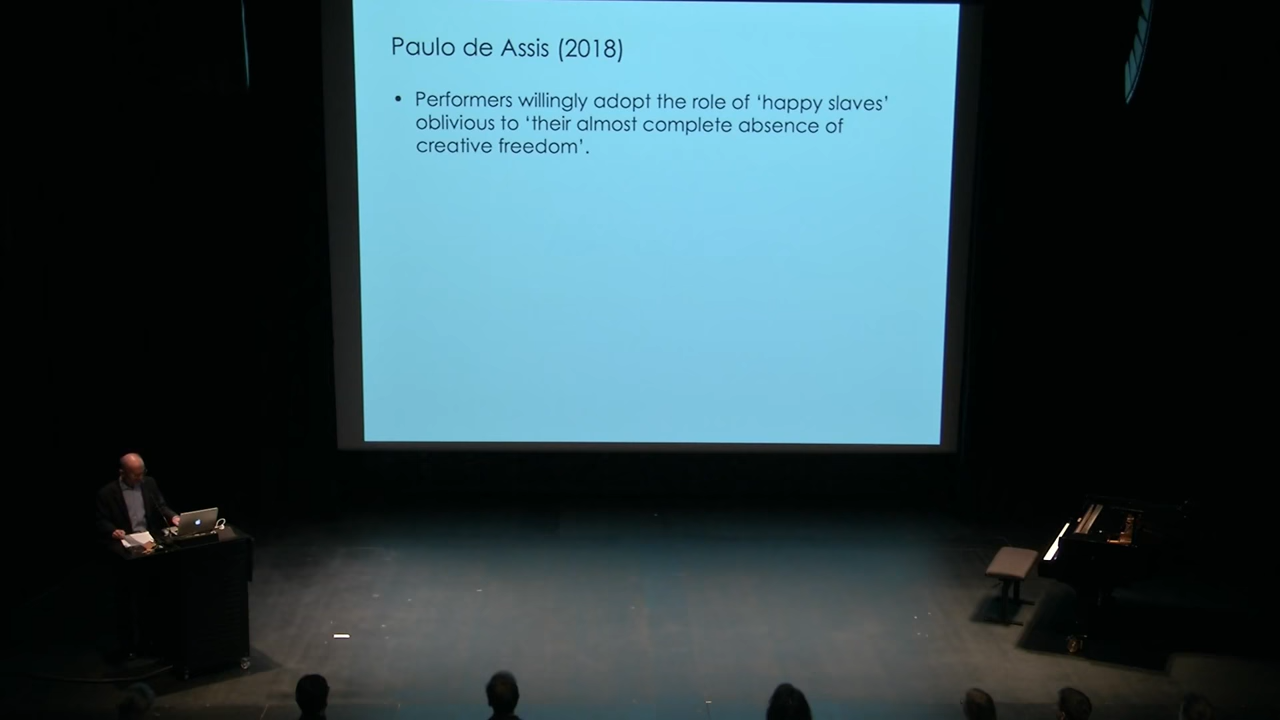 Paulo de Assis (2018)
• Performers willingly adopt the role of ‘happy slaves’
oblivious to ‘their almost complete absence of
creative freedom’.